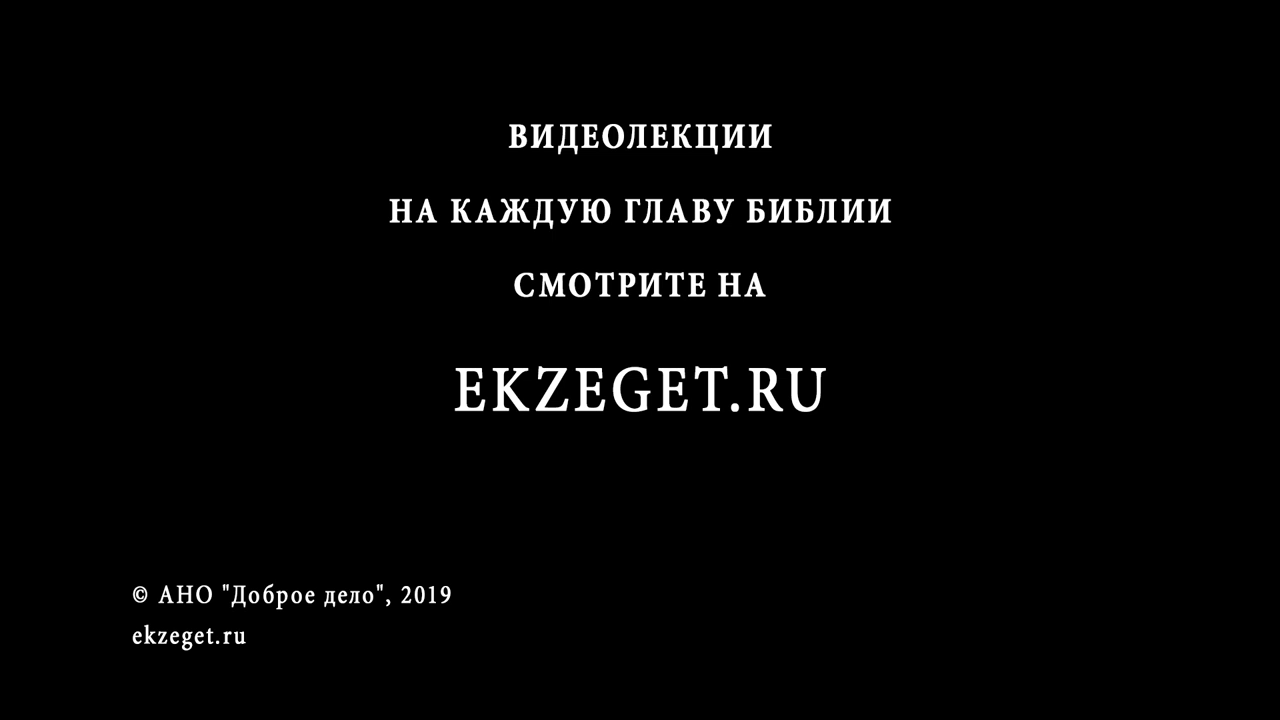 ВИДЕОЛЕКЦИИ
НА КАЖДУЮ ГЛАВУ БИБЛИИ
СМОТРИТЕ НА
EKZEGET.RU
© АНО "Доброе дело", 2019
ekzeget.ru